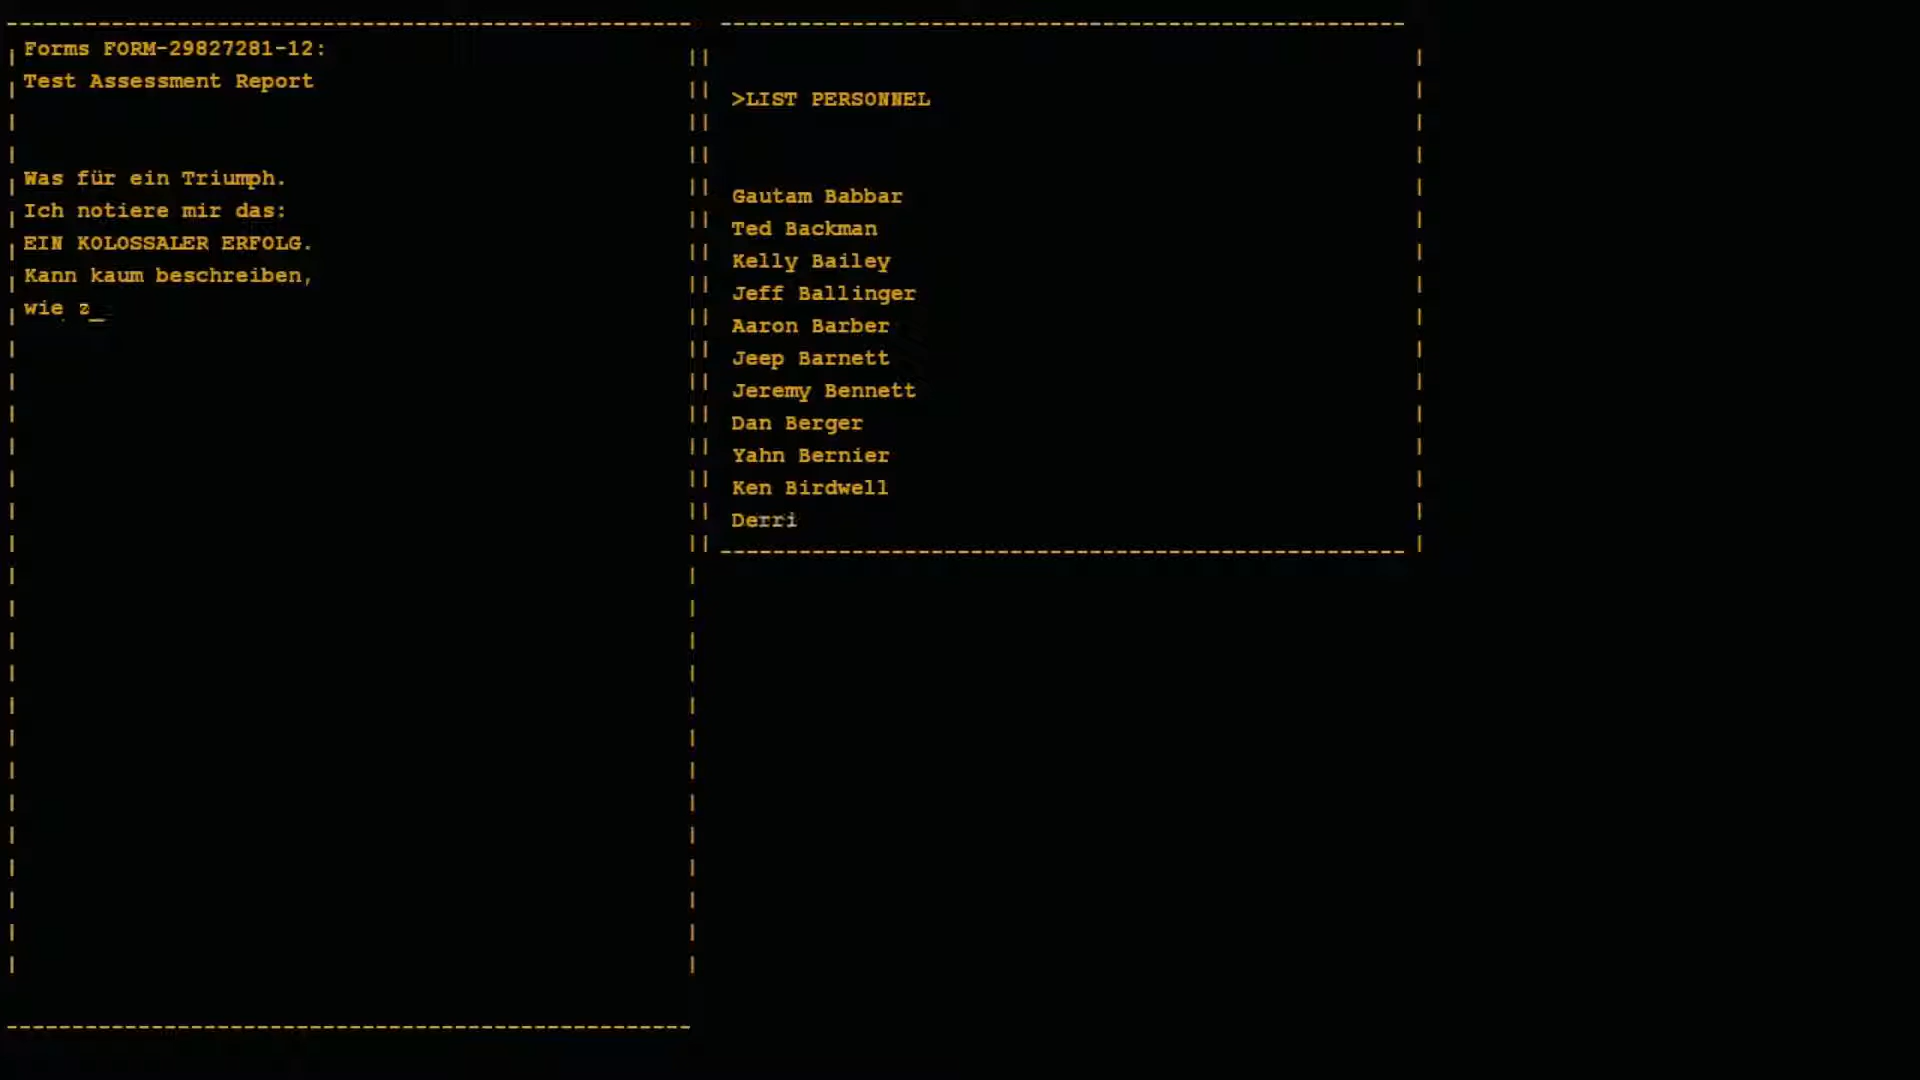 Forms FORM-29827281-12:
Test Assessment Report
Was für ein Triumph.
Ich notiere mir das:
EIN KOLOSSALER ERFOLG.
Kann kaum beschreiben,
wie z_
>LIST PERSONNEL
Gautam Babbar
Ted Backman
Kelly Bailey
Jeff Ballinger
Aaron Barber
Jeep Barnett
Jeremy Bennett
Dan Berger
Yahn Bernier
Ken Birdwell
Derri